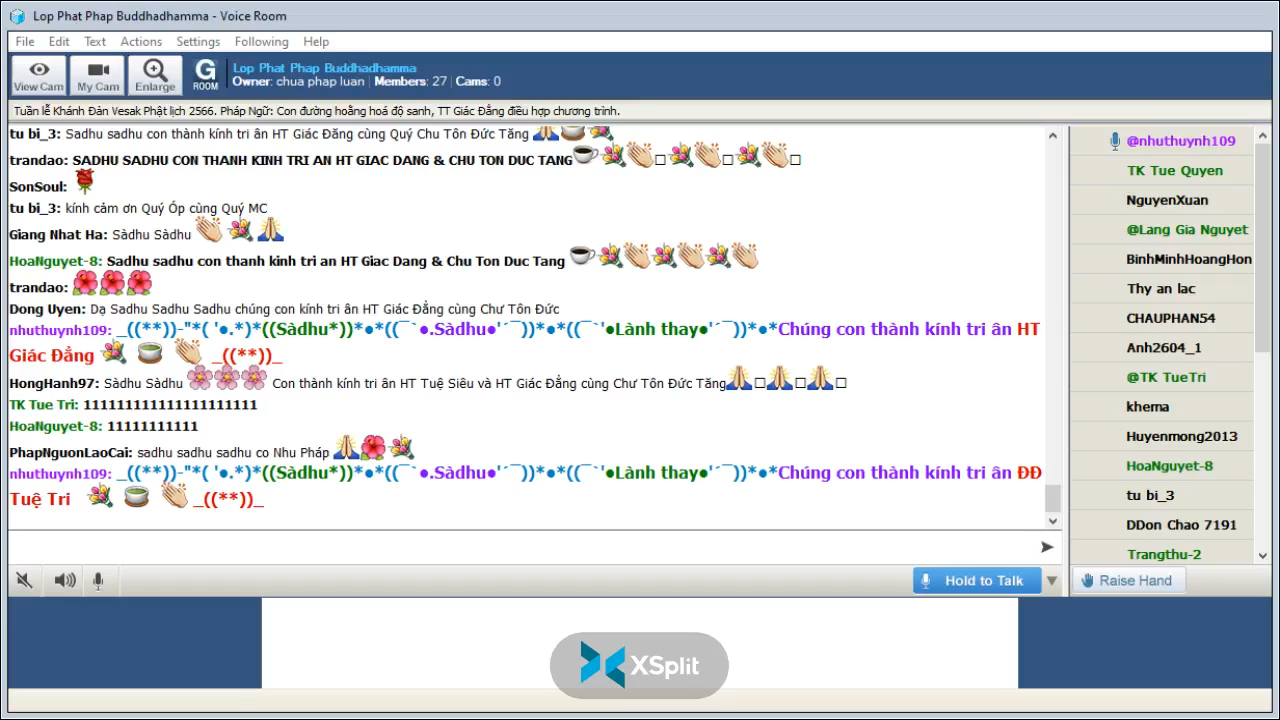 Lop Phat Phap Buddhadhamma - Voice Room
File Edit Text Actions Settings Following Help
View Cam My Cam Enlarge G ROOM
Lop Phat Phap Buddhadhamma
Owner: chua phap luan | Members: 27 | Cams: 0
Tuần lễ Khánh Đản Vesak Phật lịch 2566. Pháp Ngữ: Con đường hoằng hoá độ sanh, TT Giác Đẳng điều hợp chương trình.
tu bi_3: Sadhu sadhu con thành kính tri ân HT Giác Đăng cùng Quý Chu Tôn Đức Tăng
trandao: SADHU SADHU CON THANH KINH TRI AN HT GIAC DANG & CHU TON DUC TANG
SonSoul:
tu bi_3: kính cảm ơn Quý Óp cùng Quý MC
Giang Nhat Ha: Sàdhu Sàdhu
HoaNguyet-8: Sadhu sadhu con thanh kinh tri an HT Giac Dang & Chu Ton Duc Tang
trandao:
Dong Uyen: Dạ Sadhu Sadhu Sadhu chúng con kính tri ân HT Giác Đẳng cùng Chư Tôn Đức
nhuthuynh109: _((**))-"*( '●.*)*((Sàdhu*))*●*((¯`●.Sàdhu●'´¯))*●*((¯`'●Lành thay●'´¯))*●*Chúng con thành kính tri ân HT
Giác Đẳng _((**))_
HongHanh97: Sàdhu Sàdhu Con thành kính tri ân HT Tuệ Siêu và HT Giác Đẳng cùng Chư Tôn Đức Tăng
TK Tue Tri: 111111111111111111111
HoaNguyet-8: 11111111111
PhapNguonLaoCai: sadhu sadhu sadhu co Nhu Pháp
nhuthuynh109: _((**))-"*( '●.*)*((Sàdhu*))*●*((¯`●.Sàdhu●'´¯))*●*((¯`'●Lành thay●'´¯))*●*Chúng con thành kính tri ân ĐĐ
Tuệ Tri _((**))_
@nhuthuynh109
TK Tue Quyen
NguyenXuan
@Lang Gia Nguyet
BinhMinhHoangHon
Thy an lac
CHAUPHAN54
Anh2604_1
@TK TueTri
khema
Huyenmong2013
HoaNguyet-8
tu bi_3
DDon Chao 7191
Trangthu-2
Hold to Talk
Raise Hand
XSplit